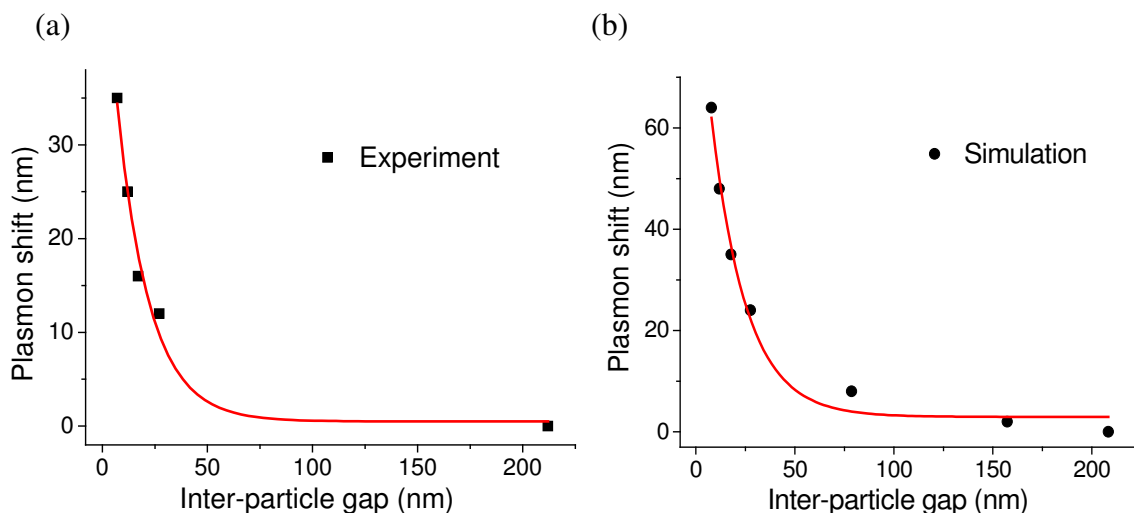 (a)
Plasmon shift (nm)
30
20
10
0
Experiment
0
50
100
150
200
Inter-particle gap (nm)
(b)
Plasmon shift (nm)
60
40
20
0
Simulation
0
50
100
150
200
Inter-particle gap (nm)